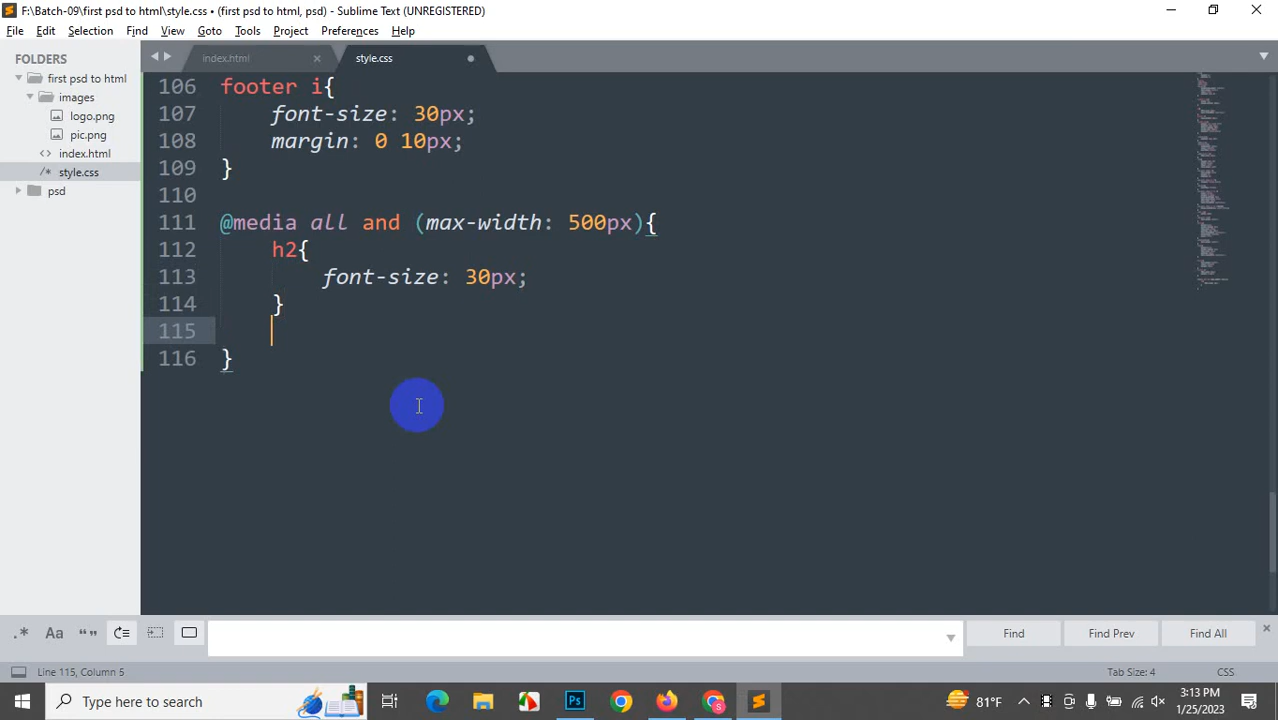 F:\Batch-09\first psd to html\style.css • (first psd to html, psd) - Sublime Text (UNREGISTERED)
File Edit Selection Find View Goto Tools Project Preferences Help
FOLDERS
first psd to html
images
logo.png
pic.png
index.html
style.css
psd
index.html
style.css
106 footer i{
107 font-size: 30px;
108 margin: 0 10px;
109 }
110
111 @media all and (max-width: 500px){
112 h2{
113 font-size: 30px;
114 }
115
116 }
.* Aa “” Find Find Prev Find All
Line 115, Column 5 Tab Size: 4 CSS
Type here to search
Ps
S
81°F
3:13 PM
1/25/2023